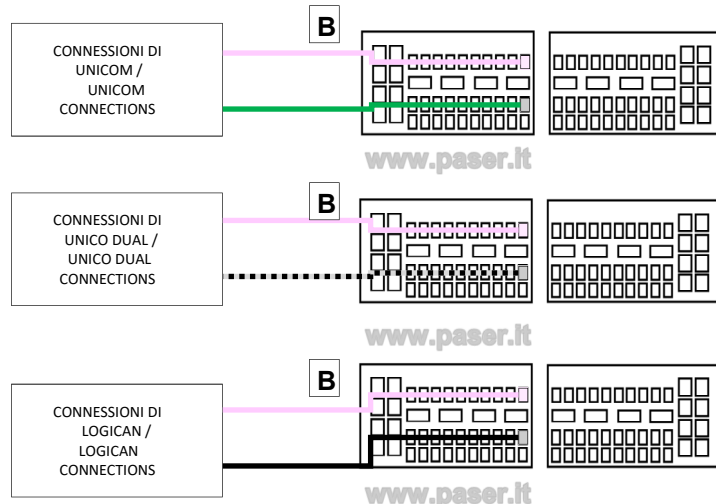 B
CONNESSIONI DI
UNICOM /
UNICOM
CONNECTIONS
www.paser.it
B
CONNESSIONI DI
UNICO DUAL /
UNICO DUAL
CONNECTIONS
www.paser.it
B
CONNESSIONI DI
LOGICAN /
LOGICAN
CONNECTIONS
www.paser.it